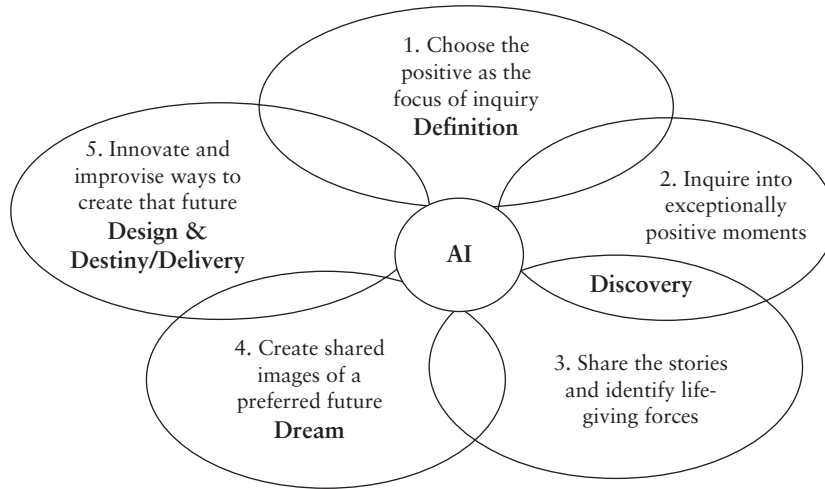 1. Choose the
positive as the
focus of inquiry
Definition
2. Inquire into
exceptionally
positive moments
Discovery
3. Share the stories
and identify life-
giving forces
4. Create shared
images of a
preferred future
Dream
5. Innovate and
improvise ways to
create that future
Design &
Destiny/Delivery
AI